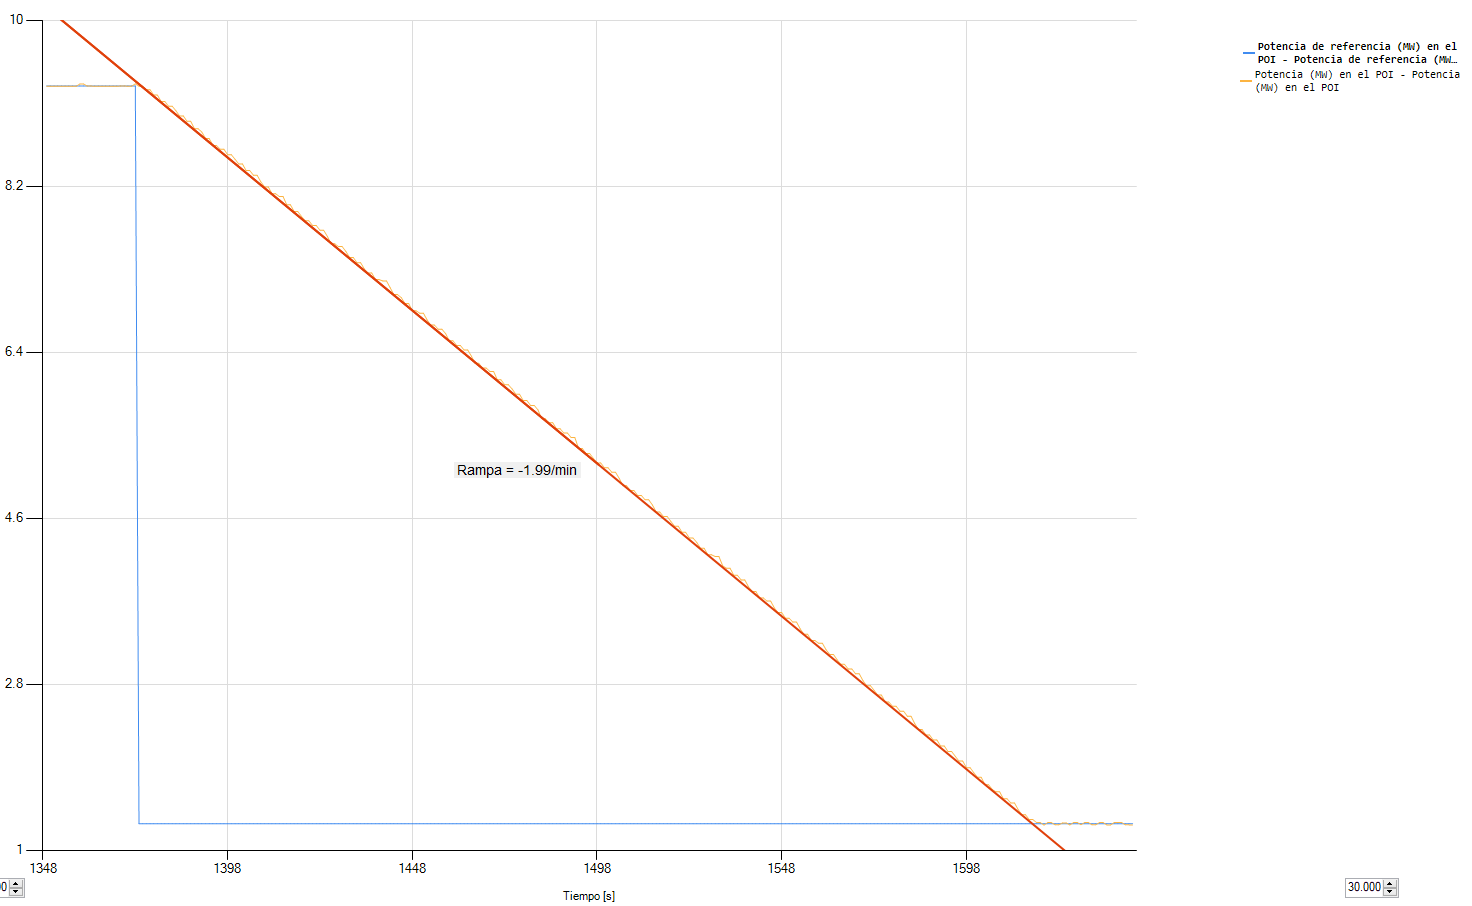 10
8.2
6.4
4.6
2.8
1
Potencia de referencia (MW) en el
POI - Potencia de referencia (MW…
Potencia (MW) en el POI - Potencia
(MW) en el POI
Rampa = -1.99/min
1348 1398 1448 1498 1548 1598
Tiempo [s]
30.000